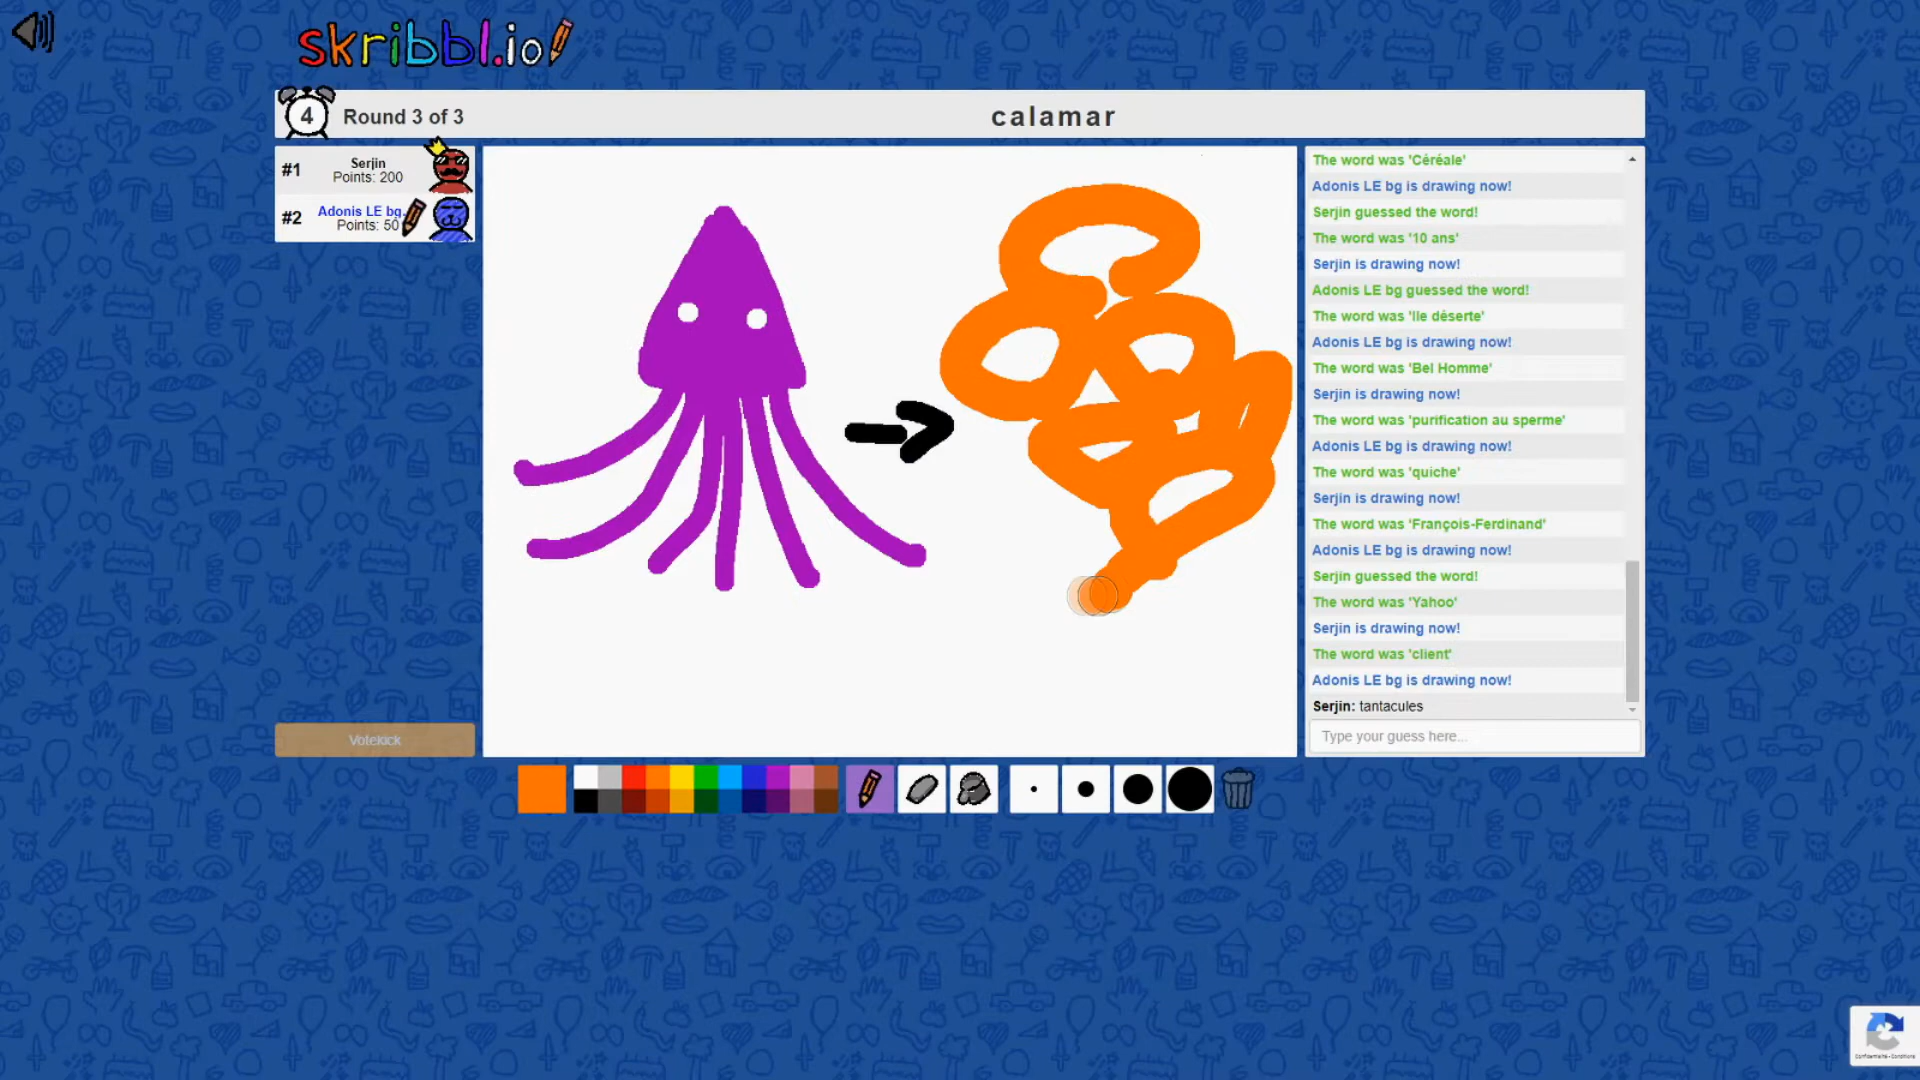 skribbl.io
4
Round 3 of 3
calamar
#1
Serjin
Points: 200
#2
Adonis LE bg
Points: 50
Votekick
The word was 'Céréale'
Adonis LE bg is drawing now!
Serjin guessed the word!
The word was '10 ans'
Serjin is drawing now!
Adonis LE bg guessed the word!
The word was 'Ile déserte'
Adonis LE bg is drawing now!
The word was 'Bel Homme'
Serjin is drawing now!
The word was 'purification au sperme'
Adonis LE bg is drawing now!
The word was 'quiche'
Serjin is drawing now!
The word was 'François-Ferdinand'
Adonis LE bg is drawing now!
Serjin guessed the word!
The word was 'Yahoo'
Serjin is drawing now!
The word was 'client'
Adonis LE bg is drawing now!
Serjin: tantacules
Type your guess here...
Confidentialité - Conditions